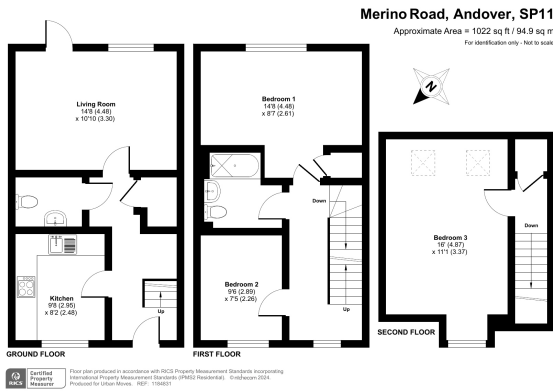 Merino Road, Andover, SP11
Approximate Area = 1022 sq ft / 94.9 sq m
For identification only - Not to scale
N
Living Room
14'8 (4.48)
x 10'10 (3.30)
Bedroom 1
14'8 (4.48)
x 8'7 (2.61)
Down
Bedroom 3
16' (4.87)
x 11'1 (3.37)
Down
Kitchen
9'8 (2.95)
x 8'2 (2.48)
Up
Bedroom 2
9'6 (2.89)
x 7'5 (2.26)
Up
SECOND FLOOR
GROUND FLOOR
FIRST FLOOR
RICS
Certified
Property
Measurer
Floor plan produced in accordance with RICS Property Measurement Standards incorporating
International Property Measurement Standards (IPMS2 Residential). ©nichecom 2024.
Produced for Urban Moves. REF: 1184631